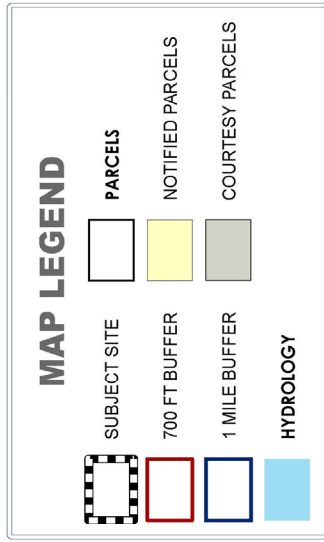 MAP LEGEND
SUBJECT SITE
700 FT BUFFER
1 MILE BUFFER
HYDROLOGY
PARCELS
NOTIFIED PARCELS
COURTESY PARCELS